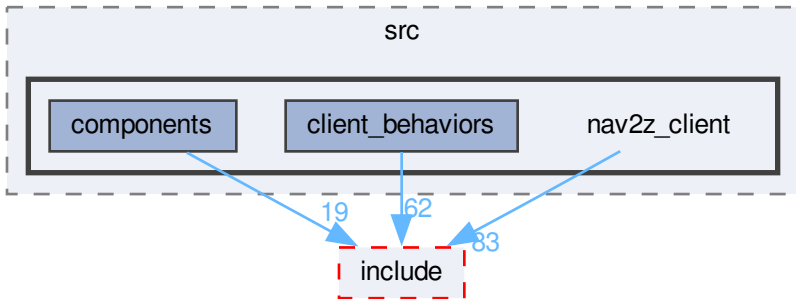 src
components
client_behaviors
nav2z_client
19
62
83
include